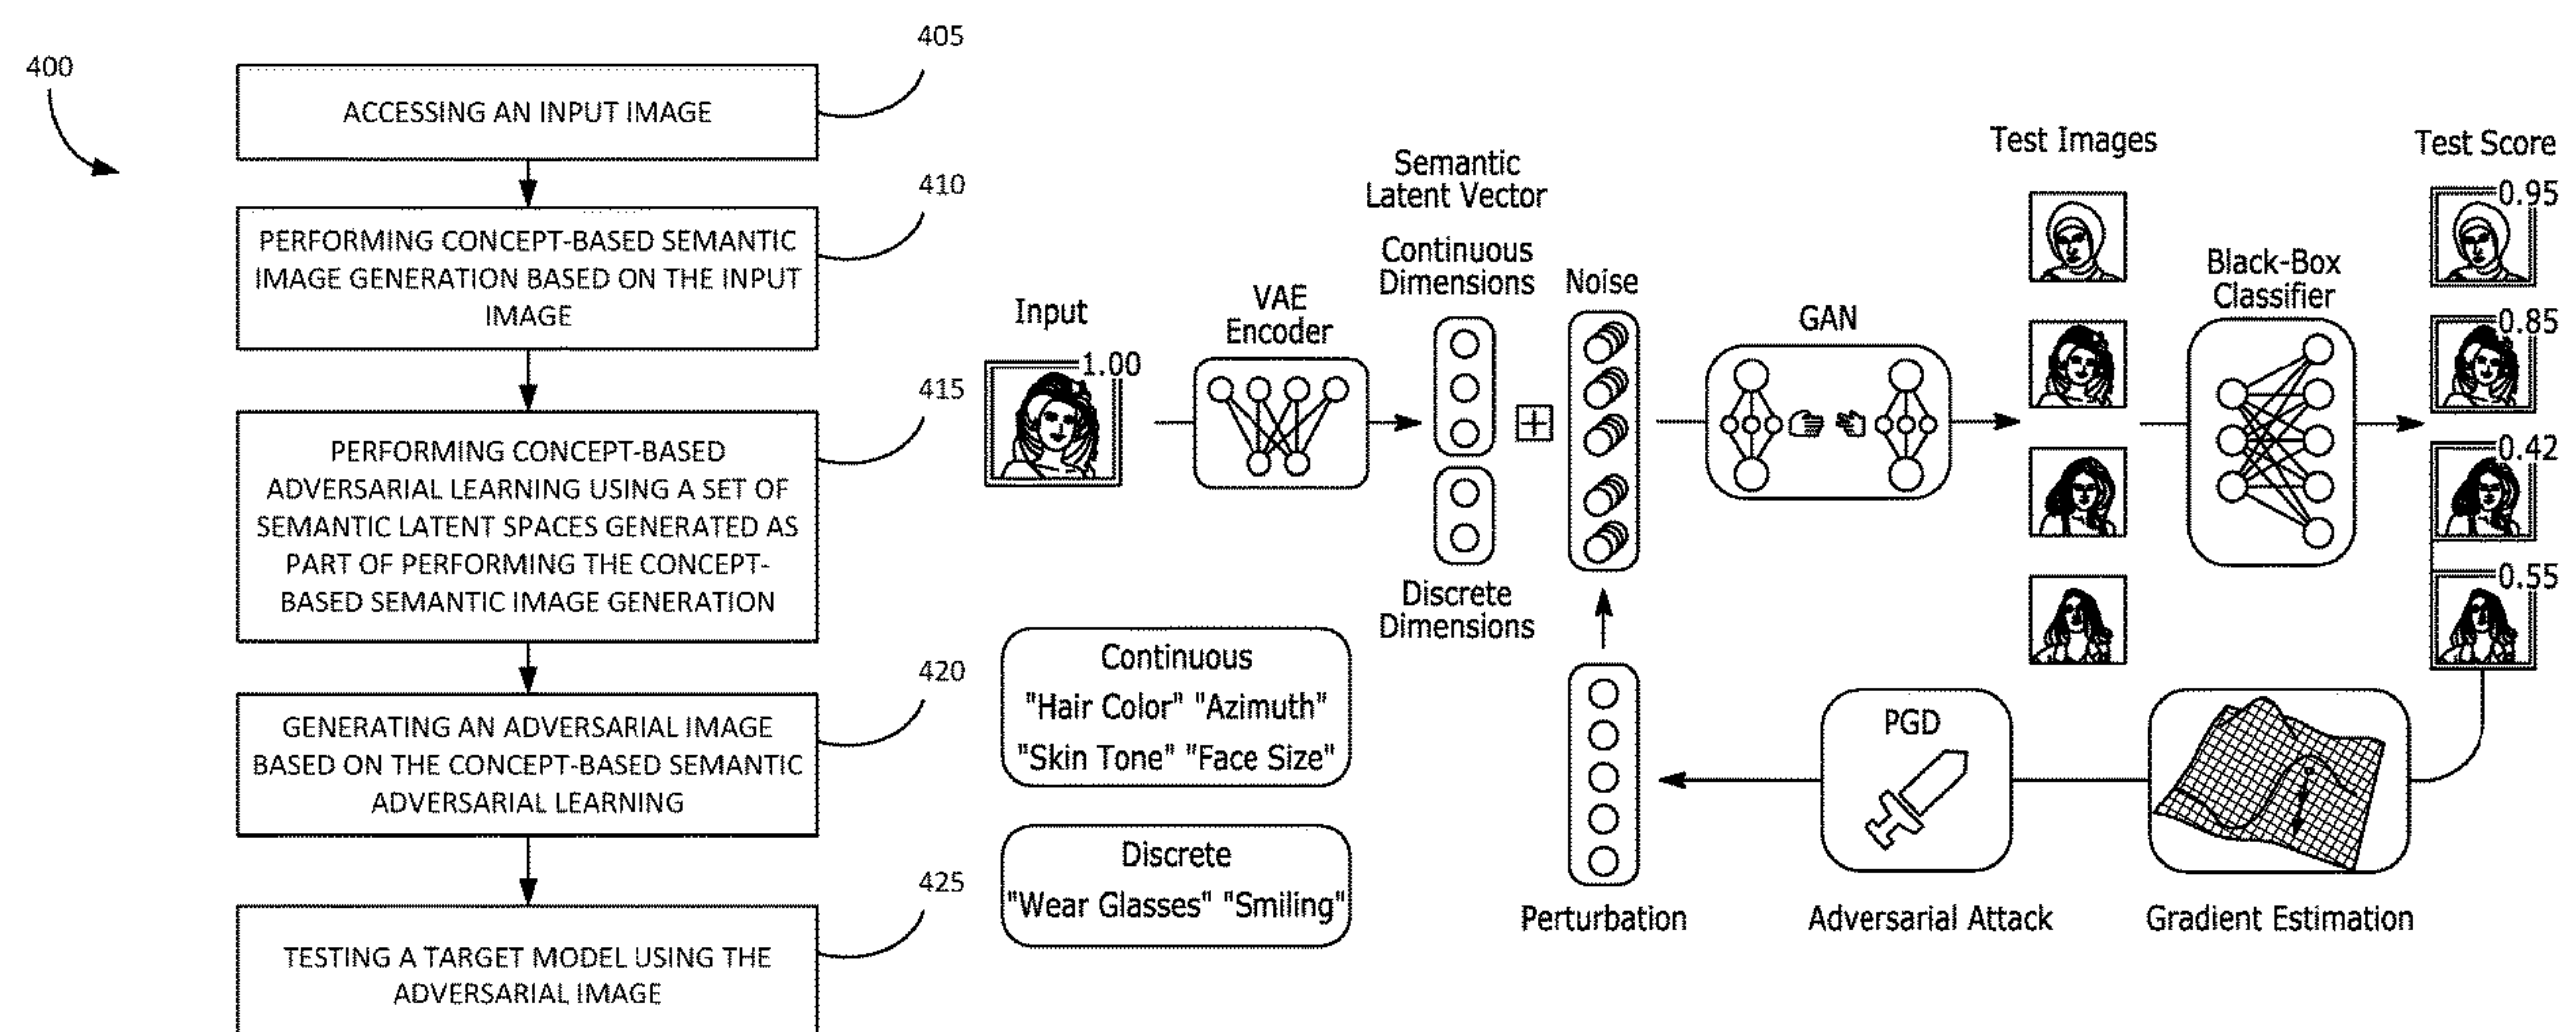 400
405
ACCESSING AN INPUT IMAGE
410
PERFORMING CONCEPT-BASED SEMANTIC
IMAGE GENERATION BASED ON THE INPUT
IMAGE
415
PERFORMING CONCEPT-BASED
ADVERSARIAL LEARNING USING A SET OF
SEMANTIC LATENT SPACES GENERATED AS
PART OF PERFORMING THE CONCEPT-
BASED SEMANTIC IMAGE GENERATION
420
GENERATING AN ADVERSARIAL IMAGE
BASED ON THE CONCEPT-BASED SEMANTIC
ADVERSARIAL LEARNING
425
TESTING A TARGET MODEL USING THE
ADVERSARIAL IMAGE
Input
1.00
VAE
Encoder
Semantic
Latent Vector
Continuous
Dimensions
Discrete
Dimensions
Noise
GAN
Test Images
Black-Box
Classifier
Test Score
0.95
0.85
0.42
0.55
Continuous
"Hair Color" "Azimuth"
"Skin Tone" "Face Size"
Discrete
"Wear Glasses" "Smiling"
Perturbation
PGD
Adversarial Attack
Gradient Estimation